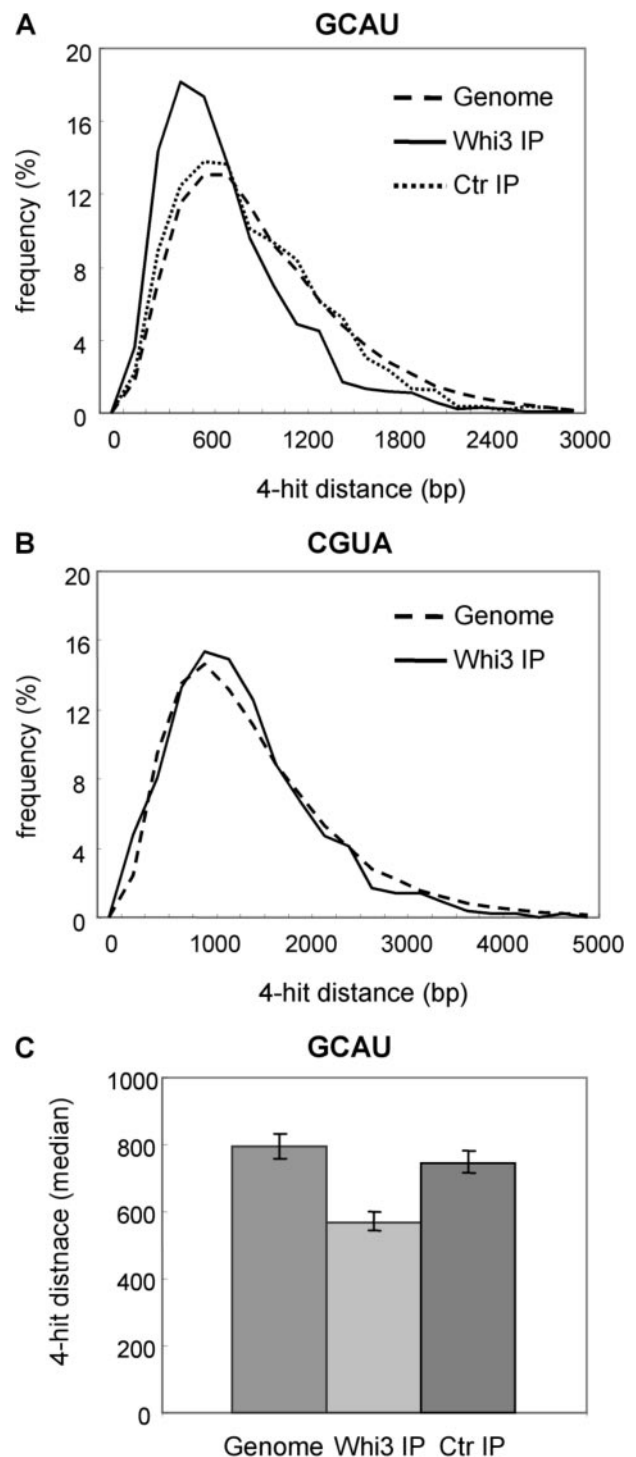 A GCAU
20
16
12
8
4
0
frequency (%)
Genome
Whi3 IP
Ctr IP
0 600 1200 1800 2400 3000
4-hit distance (bp)
B CGUA
20
16
12
8
4
0
frequency (%)
Genome
Whi3 IP
0 1000 2000 3000 4000 5000
4-hit distance (bp)
C GCAU
1000
800
600
400
200
0
4-hit distnace (median)
Genome Whi3 IP Ctr IP